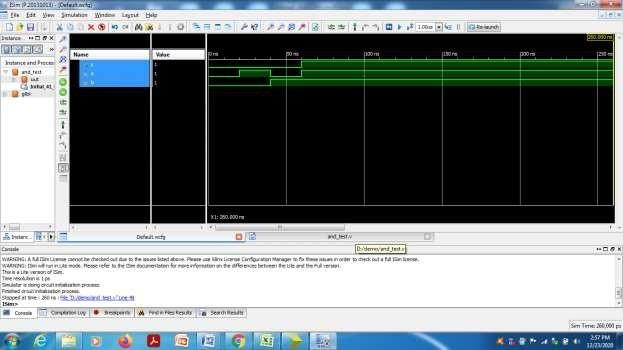 ISim (P.20131013) - [Default.wcfg]
File Edit View Simulation Window Layout Help
1.00us
Re-launch
Instance
Instance and Process
and_test
uut
Initial_41_
glbl
Name
Value
1
a
1
b
1
260.000 ns
0 ns
50 ns
100 ns
150 ns
200 ns
250 ns
X1: 260.000 ns
Instanc...
Default.wcfg
and_test.v
D:/demo/and_test.v
Console
WARNING: A full ISim License cannot be checked out due to the issues listed above. Please use Xilinx License Configuration Manager to fix these issues in order to check out a full ISim license.
WARNING: ISim will run in Lite mode. Please refer to the ISim documentation for more information on the differences between the Lite and the Full version.
This is a Lite version of ISim.
Time resolution is 1 ps
Simulator is doing circuit initialization process.
Finished circuit initialization process.
Stopped at time : 260 ns : File "D:/demo/and_test.v" Line 48
ISim>
Console
Compilation Log
Breakpoints
Find in Files Results
Search Results
Sim Time: 260,000 ps
2:57 PM
12/23/2020